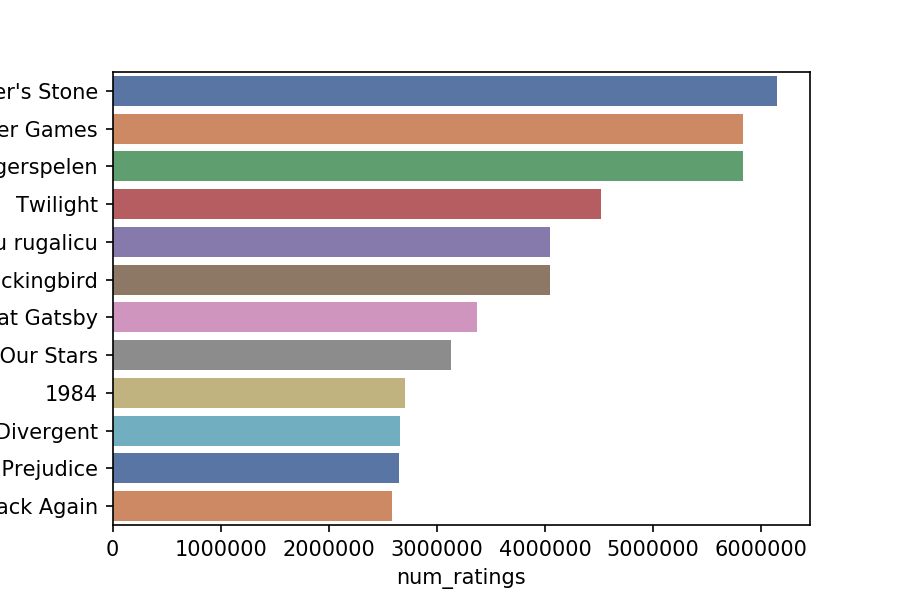 er's Stone
er Games
gerspelen
Twilight
u rugalicu
ckingbird
at Gatsby
Our Stars
1984
Divergent
Prejudice
ack Again
0 1000000 2000000 3000000 4000000 5000000 6000000
num_ratings